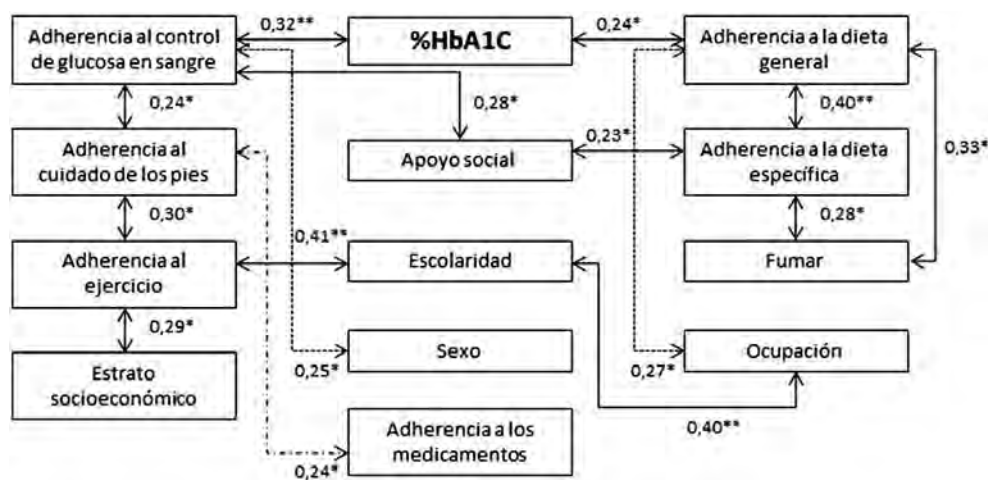 Adherencia al control
de glucosa en sangre
0,32**
%HbA1C
0,24*
Adherencia a la dieta
general
0,24*
0,28*
0,40**
Adherencia al
cuidado de los pies
Apoyo social
0,23*
Adherencia a la dieta
específica
0,33*
0,30*
0,28*
Adherencia al
ejercicio
0,41**
Escolaridad
Fumar
0,29*
Estrato
socioeconómico
0,25*
Sexo
0,27*
Ocupación
0,40**
Adherencia a los
medicamentos
0,24*